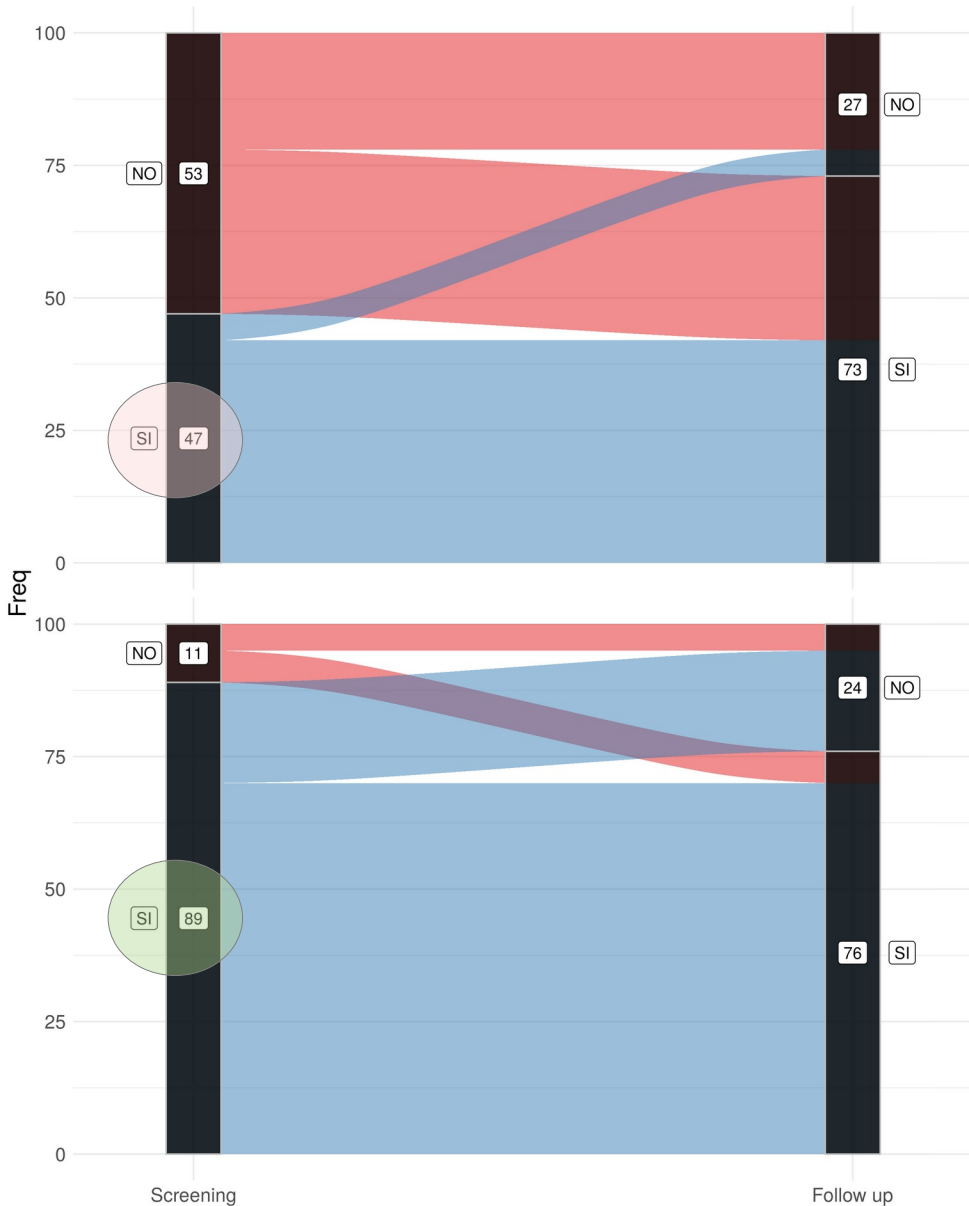 Freq
100
27 NO
75
NO 53
50
73 SI
25
SI 47
0
100
NO 11
24 NO
75
50
SI 89
76 SI
25
0
Screening Follow up